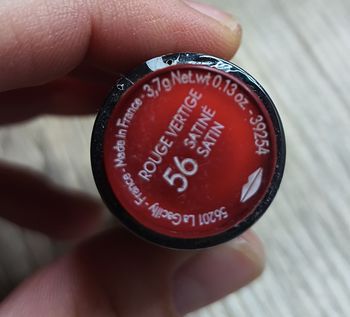 Made in France - 3,7g Net wt 0.13 oz. - 39254
ROUGE VERTIGE
56
SATINÉ
SATIN
56201 La Gacilly - France -